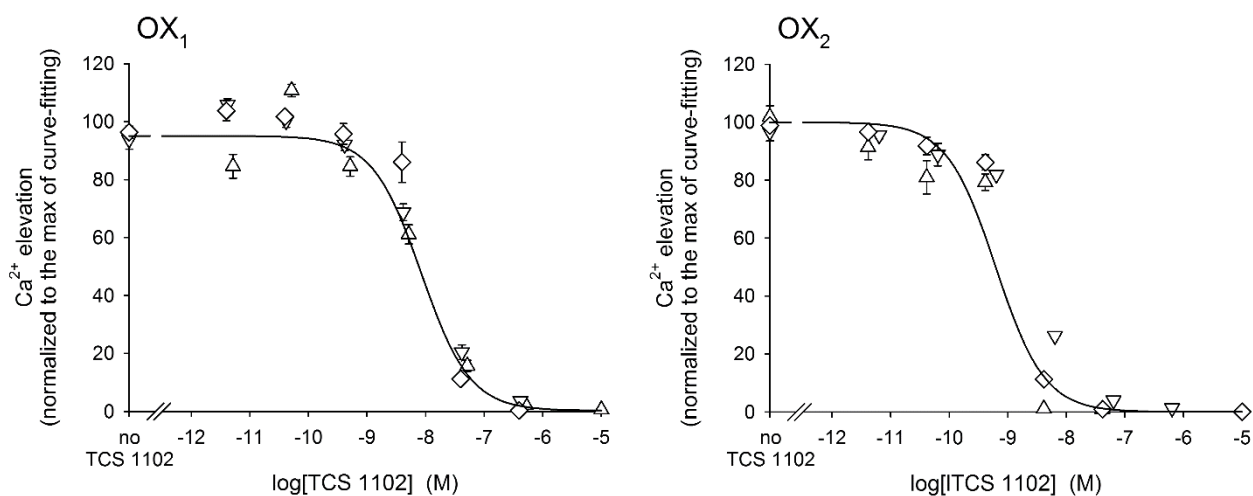 OX1
Ca2+ elevation
(normalized to the max of curve-fitting)
120
100
80
60
40
20
0
no
TCS 1102
-12
-11
-10
-9
-8
-7
-6
-5
log[TCS 1102] (M)
OX2
Ca2+ elevation
(normalized to the max of curve-fitting)
120
100
80
60
40
20
0
no
TCS 1102
-12
-11
-10
-9
-8
-7
-6
-5
log[ITCS 1102] (M)